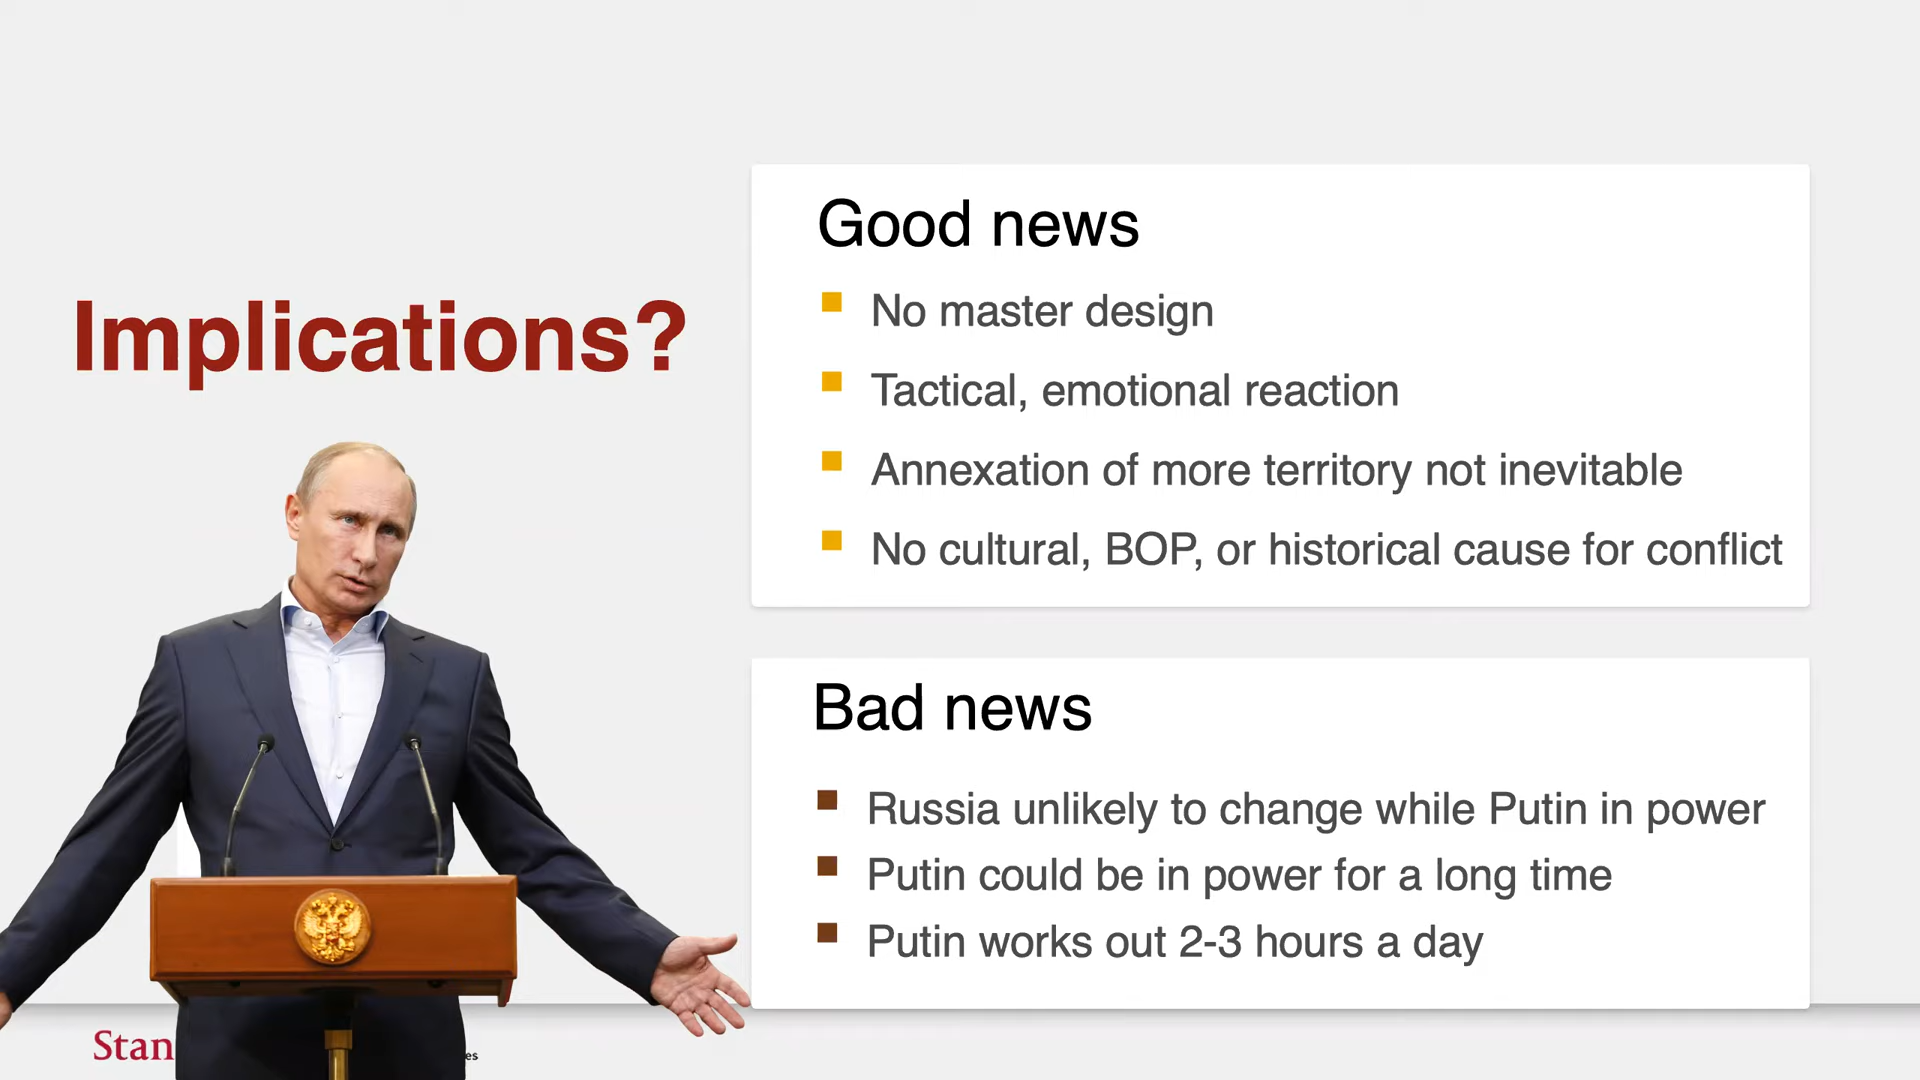 Implications?
Good news
No master design
Tactical, emotional reaction
Annexation of more territory not inevitable
No cultural, BOP, or historical cause for conflict
Bad news
Russia unlikely to change while Putin in power
Putin could be in power for a long time
Putin works out 2-3 hours a day
Stan
es